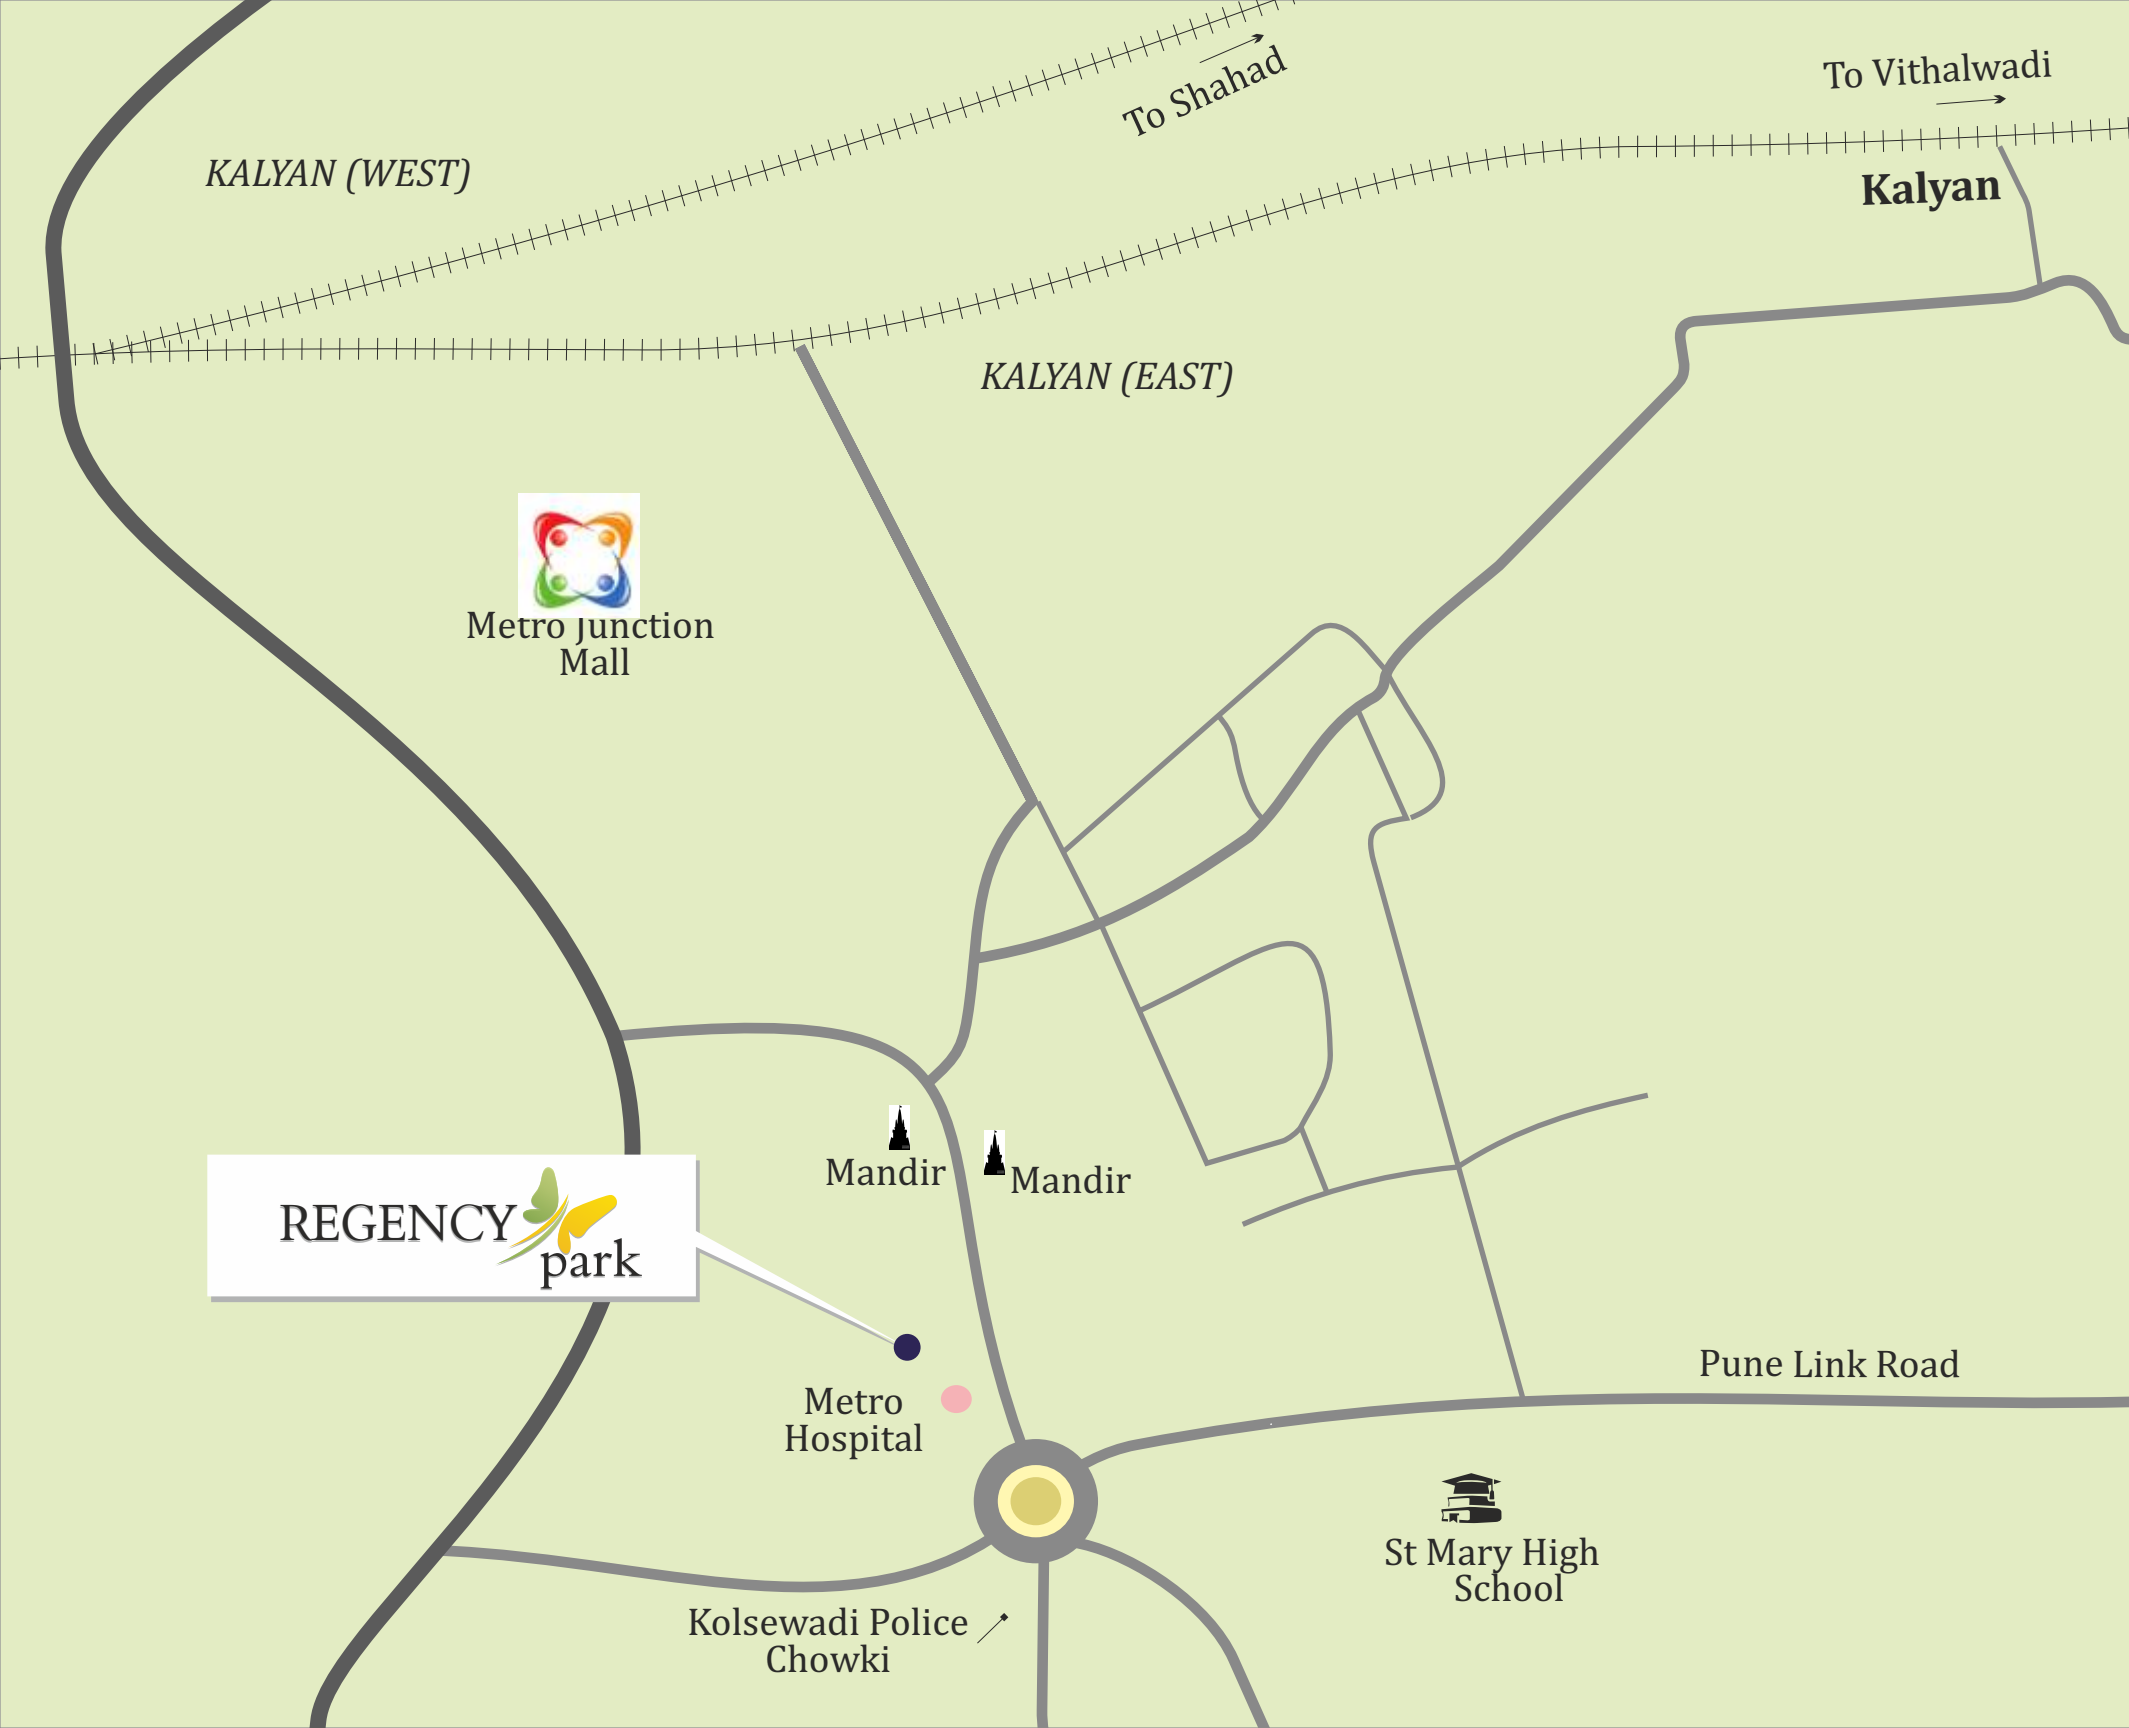 To Shahad
To Vithalwadi
KALYAN (WEST)
Kalyan
KALYAN (EAST)
Metro Junction
Mall
Mandir
Mandir
REGENCY
park
Pune Link Road
Metro
Hospital
St Mary High
School
Kolsewadi Police
Chowki